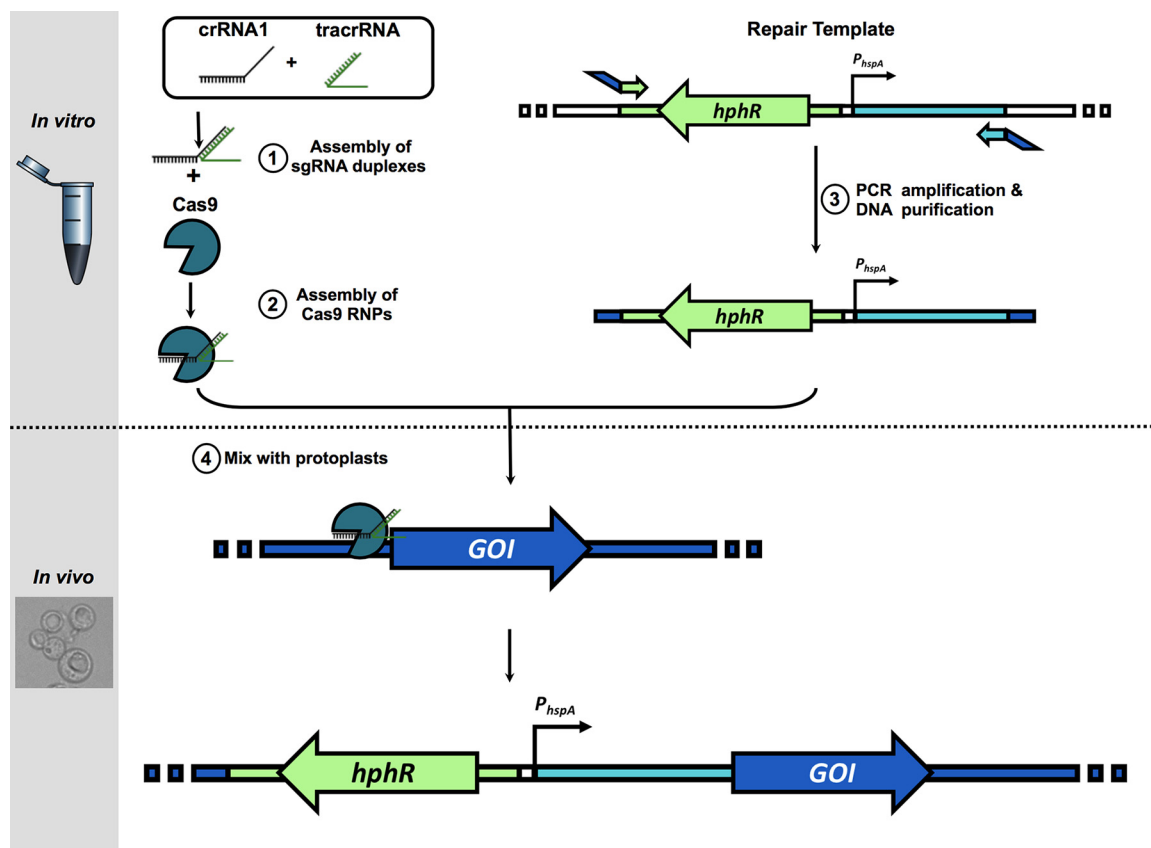 In vitro
crRNA1
tracrRNA
+
1
Assembly of
sgRNA duplexes
+
Cas9
2
Assembly of
Cas9 RNPs
Repair Template
PhspA
hphR
3
PCR amplification &
DNA purification
PhspA
hphR
In vivo
4
Mix with protoplasts
GOI
PhspA
hphR
GOI